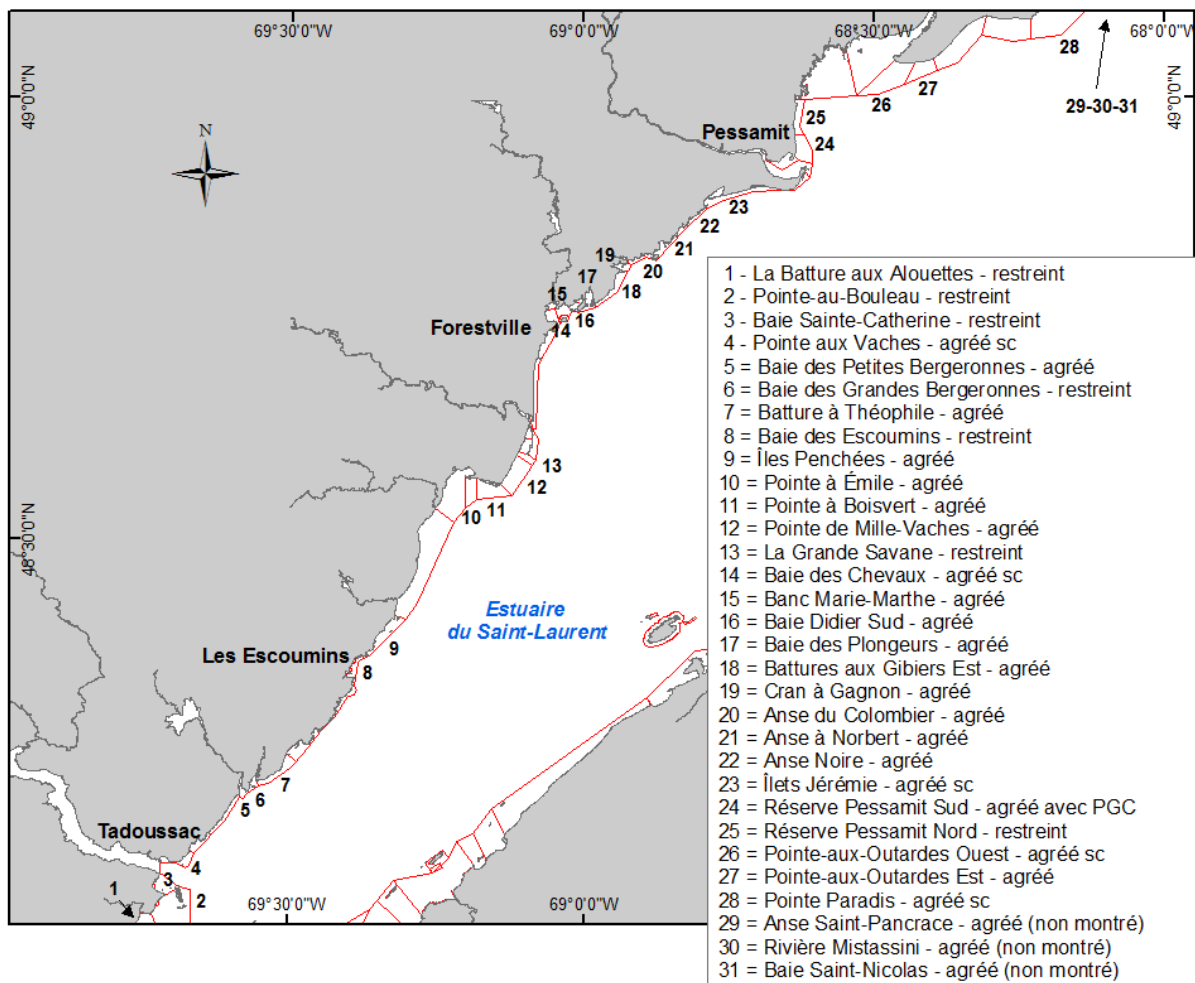 69°30'0"W
69°0'0"W
68°30'0"W
68°0'0"W
28
27
26
29-30-31
49°0'0"N
49°0'0"N
N
25
Pessamit
24
23
22
21
20
19
18
17
15
16
14
Forestville
1 - La Batture aux Alouettes - restreint
2 - Pointe-au-Bouleau - restreint
3 - Baie Sainte-Catherine - restreint
4 - Pointe aux Vaches - agréé sc
5 = Baie des Petites Bergeronnes - agréé
6 = Baie des Grandes Bergeronnes - restreint
7 = Batture à Théophile - agréé
8 = Baie des Escoumins - restreint
9 = Îles Penchées - agréé
10 = Pointe à Émile - agréé
11 = Pointe à Boisvert - agréé
12 = Pointe de Mille-Vaches - agréé
13 = La Grande Savane - restreint
14 = Baie des Chevaux - agréé sc
15 = Banc Marie-Marthe - agréé
16 = Baie Didier Sud - agréé
17 = Baie des Plongeurs - agréé
18 = Battures aux Gibiers Est - agréé
19 = Cran à Gagnon - agréé
20 = Anse du Colombier - agréé
21 = Anse à Norbert - agréé
22 = Anse Noire - agréé
23 = Îlets Jérémie - agréé sc
24 = Réserve Pessamit Sud - agréé avec PGC
25 = Réserve Pessamit Nord - restreint
26 = Pointe-aux-Outardes Ouest - agréé sc
27 = Pointe-aux-Outardes Est - agréé
28 = Pointe Paradis - agréé sc
29 = Anse Saint-Pancrace - agréé (non montré)
30 = Rivière Mistassini - agréé (non montré)
31 = Baie Saint-Nicolas - agréé (non montré)
13
12
11
10
48°30'0"N
Estuaire
du Saint-Laurent
9
Les Escoumins
8
7
6
5
Tadoussac
4
3
1
2
69°30'0"W
69°0'0"W